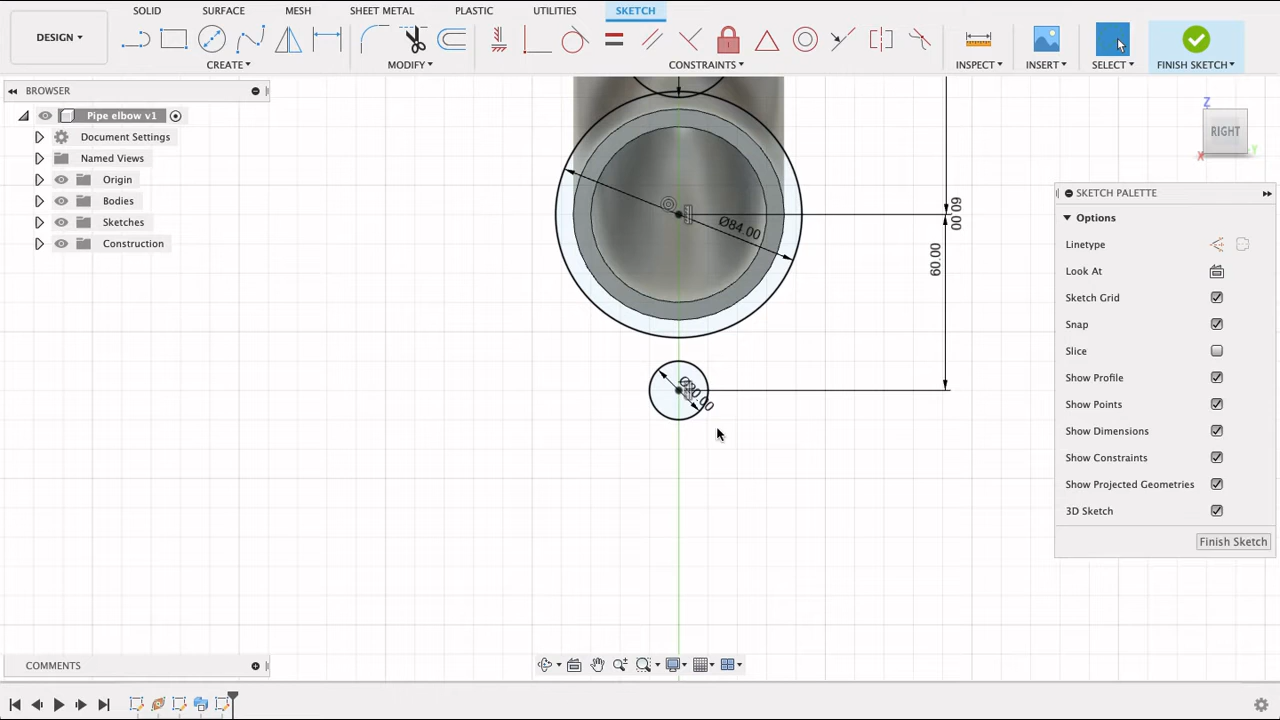 SOLID SURFACE MESH SHEET METAL PLASTIC UTILITIES SKETCH
DESIGN
CREATE MODIFY CONSTRAINTS INSPECT INSERT SELECT FINISH SKETCH
BROWSER
Pipe elbow v1
Document Settings
Named Views
Origin
Bodies
Sketches
Construction
Z
RIGHT
X
Y
SKETCH PALETTE
Options
Linetype
Look At
Sketch Grid
Snap
Slice
Show Profile
Show Points
Show Dimensions
Show Constraints
Show Projected Geometries
3D Sketch
Finish Sketch
Ø84.00
60.00
60.00
COMMENTS